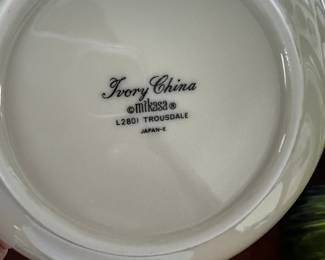 Ivory China
©mikasa®
L2801 TROUSDALE
JAPAN-E